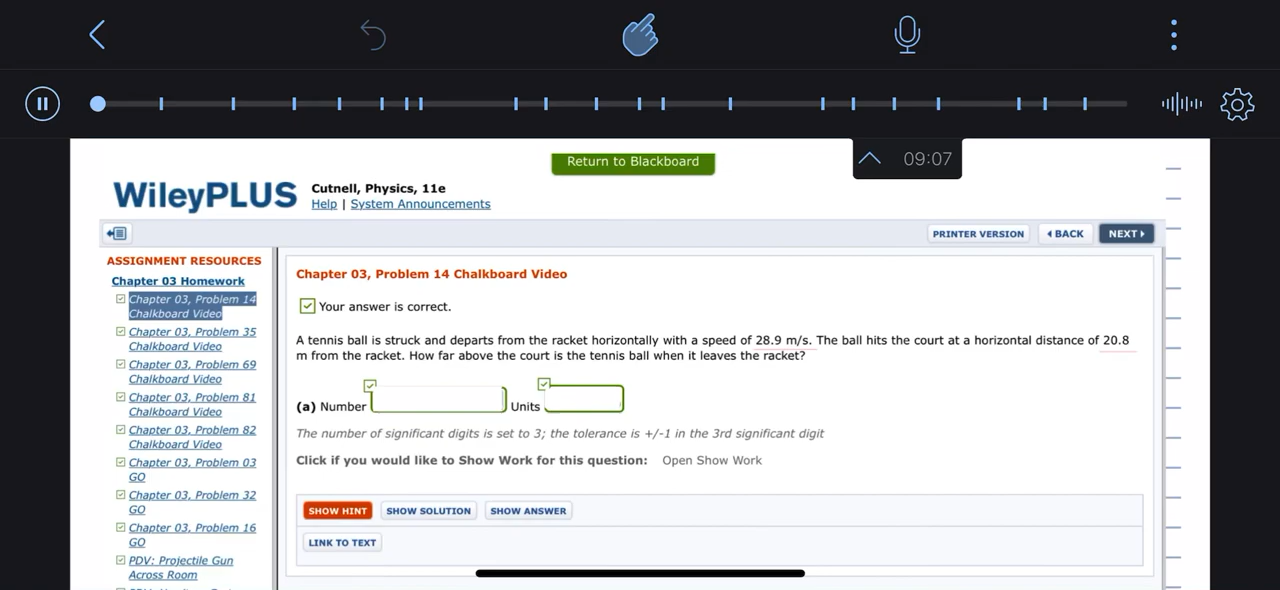 09:07
Return to Blackboard
WileyPLUS
Cutnell, Physics, 11e
Help | System Announcements
PRINTER VERSION
BACK
NEXT
ASSIGNMENT RESOURCES
Chapter 03 Homework
Chapter 03, Problem 14
Chalkboard Video
Chapter 03, Problem 35
Chalkboard Video
Chapter 03, Problem 69
Chalkboard Video
Chapter 03, Problem 81
Chalkboard Video
Chapter 03, Problem 82
Chalkboard Video
Chapter 03, Problem 03
GO
Chapter 03, Problem 32
GO
Chapter 03, Problem 16
GO
PDV: Projectile Gun
Across Room
Chapter 03, Problem 14 Chalkboard Video
Your answer is correct.
A tennis ball is struck and departs from the racket horizontally with a speed of 28.9 m/s. The ball hits the court at a horizontal distance of 20.8
m from the racket. How far above the court is the tennis ball when it leaves the racket?
(a) Number Units
The number of significant digits is set to 3; the tolerance is +/-1 in the 3rd significant digit
Click if you would like to Show Work for this question: Open Show Work
SHOW HINT
SHOW SOLUTION
SHOW ANSWER
LINK TO TEXT